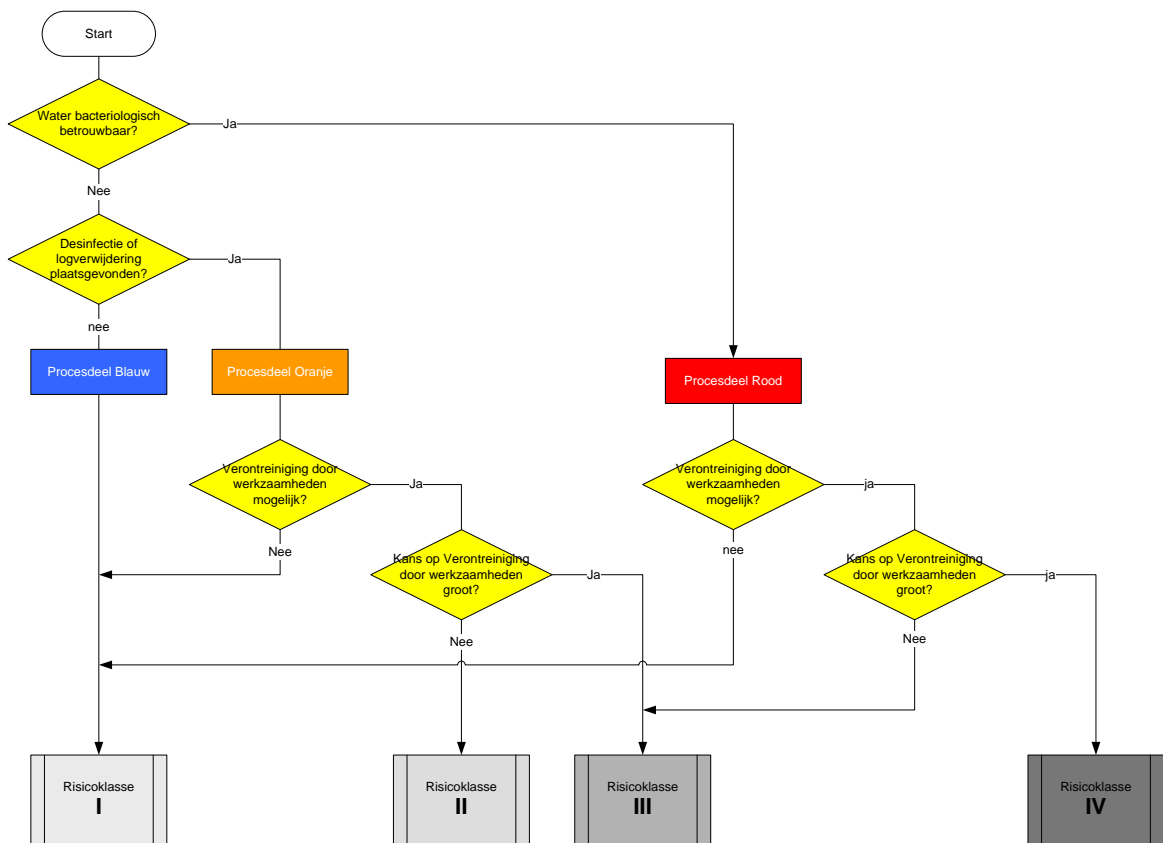 Start
Water bacteriologisch
betrouwbaar?
Ja
Nee
Desinfectie of
logverwijdering
plaatsgevonden?
Ja
nee
Procesdeel Blauw
Procesdeel Oranje
Procesdeel Rood
Verontreiniging door
werkzaamheden
mogelijk?
Ja
Verontreiniging door
werkzaamheden
mogelijk?
ja
Nee
nee
Kans op Verontreiniging
door werkzaamheden
groot?
Ja
Kans op Verontreiniging
door werkzaamheden
groot?
ja
Nee
Nee
Risicoklasse
I
Risicoklasse
II
Risicoklasse
III
Risicoklasse
IV